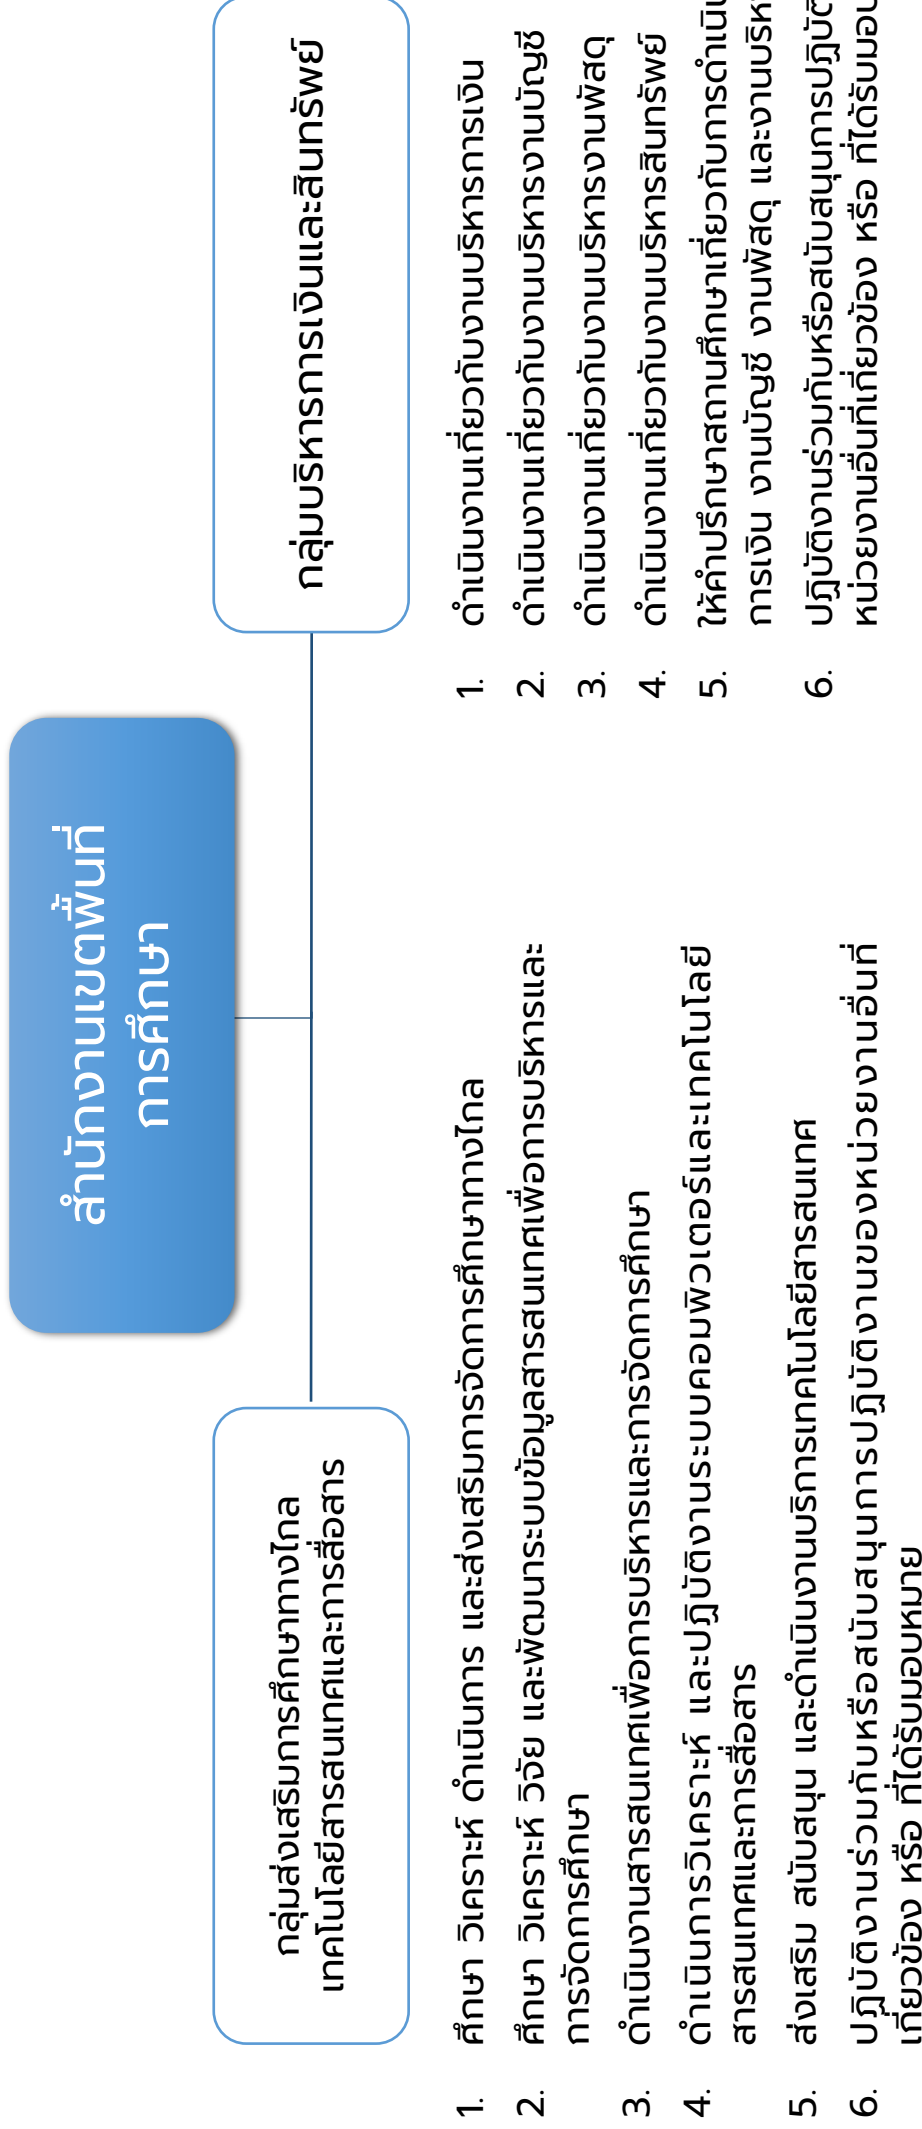 สำนักงานเขตพื้นที่
การศึกษา
กลุ่มส่งเสริมการศึกษาทางไกล
เทคโนโลยีสารสนเทศและการสื่อสาร
1. ศึกษา วิเคราะห์ ดำเนินการ และส่งเสริมการจัดการศึกษาทางไกล
2. ศึกษา วิเคราะห์ วิจัย และพัฒนาระบบข้อมูลสารสนเทศเพื่อการบริหารและ
การจัดการศึกษา
3. ดำเนินงานสารสนเทศเพื่อการบริหารและการจัดการศึกษา
4. ดำเนินการวิเคราะห์ และปฏิบัติงานระบบคอมพิวเตอร์และเทคโนโลยี
สารสนเทศและการสื่อสาร
5. ส่งเสริม สนับสนุน และดำเนินงานบริการเทคโนโลยีสารสนเทศ
6. ปฏิบัติงานร่วมกับหรือสนับสนุนการปฏิบัติงานของหน่วยงานอื่นที่
เกี่ยวข้อง หรือ ที่ได้รับมอบหมาย
กลุ่มบริหารการเงินและสินทรัพย์
1. ดำเนินงานเกี่ยวกับงานบริหารการเงิน
2. ดำเนินงานเกี่ยวกับงานบริหารงานบัญชี
3. ดำเนินงานเกี่ยวกับงานบริหารงานพัสดุ
4. ดำเนินงานเกี่ยวกับงานบริหารสินทรัพย์
5. ให้คำปรึกษาสถานศึกษาเกี่ยวกับการดำเนิน
การเงิน งานบัญชี งานพัสดุ และงานบริห
6. ปฏิบัติงานร่วมกับหรือสนับสนุนการปฏิบัติ
หน่วยงานอื่นที่เกี่ยวข้อง หรือ ที่ได้รับมอบ